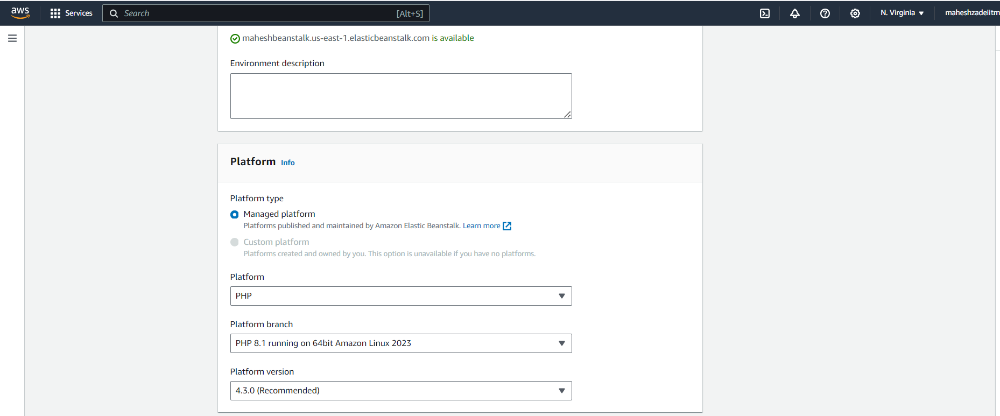 aws Services Search [Alt+S] N. Virginia maheshzadeiitm
maheshbeanstalk.us-east-1.elasticbeanstalk.com is available
Environment description
Platform Info
Platform type
Managed platform
Platforms published and maintained by Amazon Elastic Beanstalk. Learn more
Custom platform
Platforms created and owned by you. This option is unavailable if you have no platforms.
Platform
PHP
Platform branch
PHP 8.1 running on 64bit Amazon Linux 2023
Platform version
4.3.0 (Recommended)